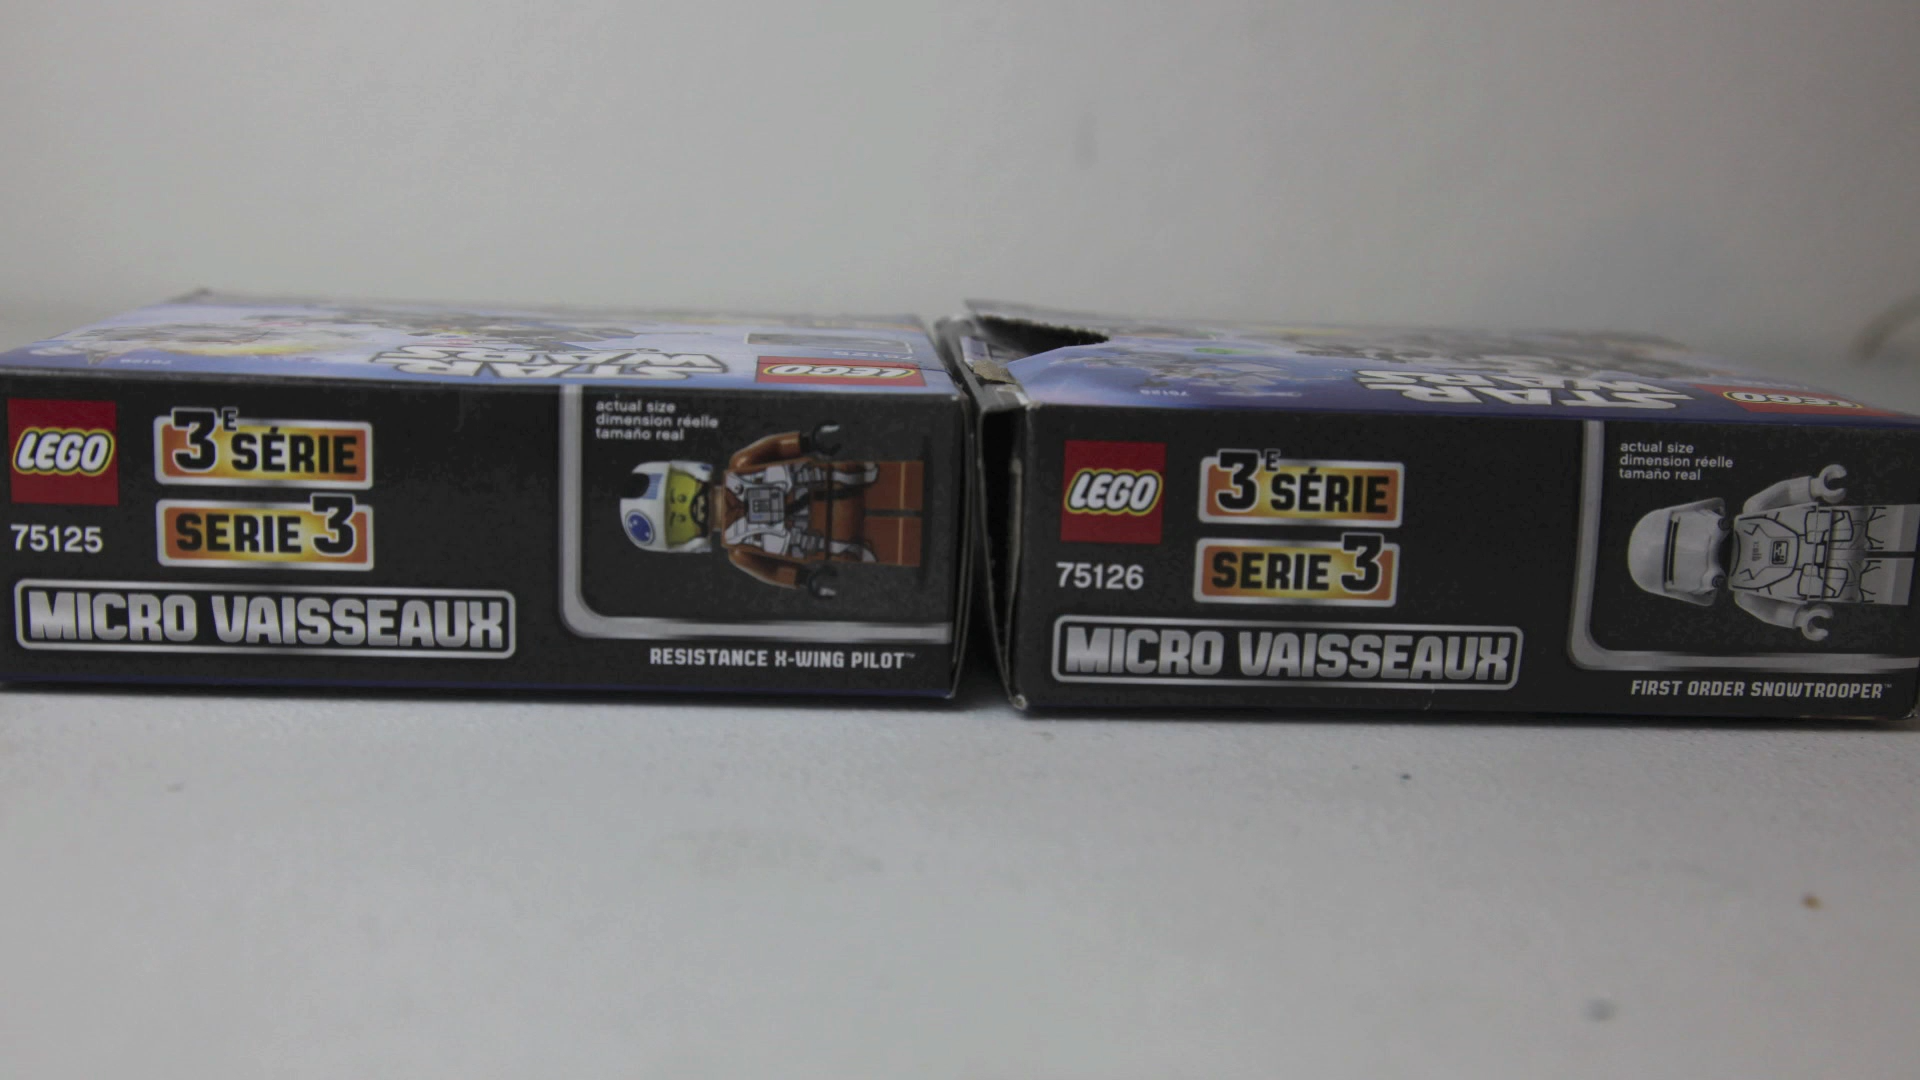 STAR
WARS
LEGO
75125
LEGO
3E SÉRIE
SERIE 3
75125
MICRO VAISSEAUX
actual size
dimension réelle
tamaño real
RESISTANCE X-WING PILOT™
STAR
WARS
LEGO
75126
LEGO
3E SÉRIE
SERIE 3
75126
MICRO VAISSEAUX
actual size
dimension réelle
tamaño real
FIRST ORDER SNOWTROOPER™